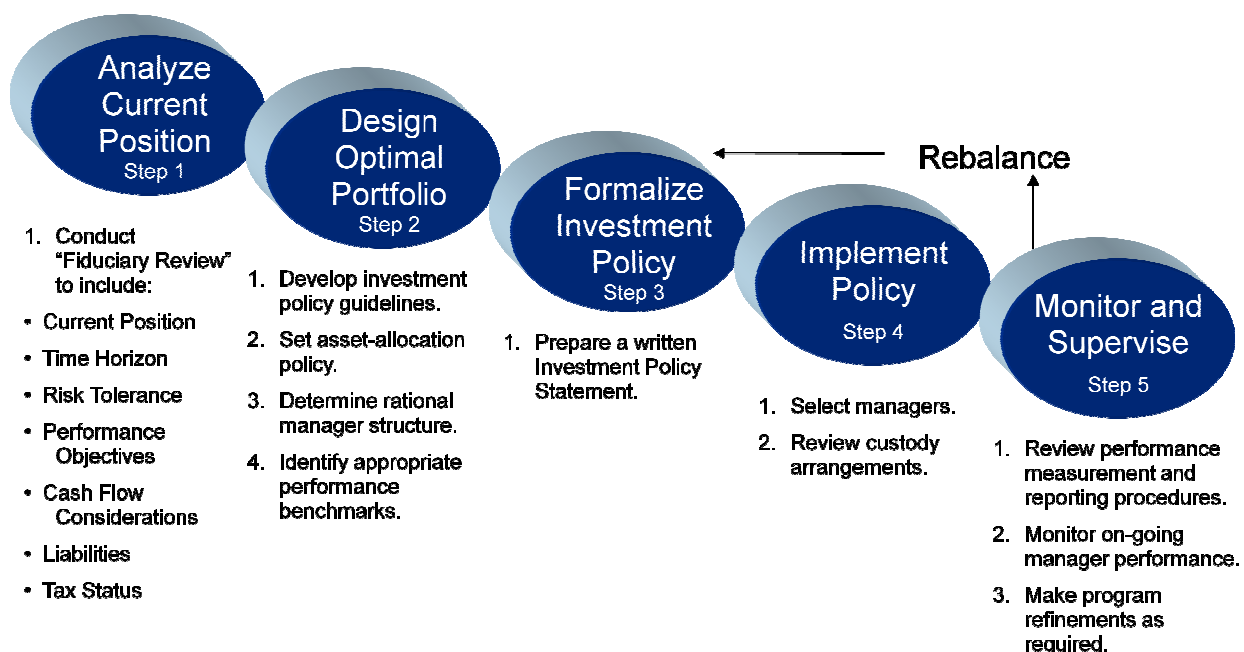 Analyze
Current
Position
Step 1
1. Conduct
“Fiduciary Review”
to include:
• Current Position
• Time Horizon
• Risk Tolerance
• Performance
Objectives
• Cash Flow
Considerations
• Liabilities
• Tax Status
Design
Optimal
Portfolio
Step 2
1. Develop investment
policy guidelines.
2. Set asset-allocation
policy.
3. Determine rational
manager structure.
4. Identify appropriate
performance
benchmarks.
Formalize
Investment
Policy
Step 3
1. Prepare a written
Investment Policy
Statement.
Implement
Policy
Step 4
1. Select managers.
2. Review custody
arrangements.
Rebalance
Monitor and
Supervise
Step 5
1. Review performance
measurement and
reporting procedures.
2. Monitor on-going
manager performance.
3. Make program
refinements as
required.